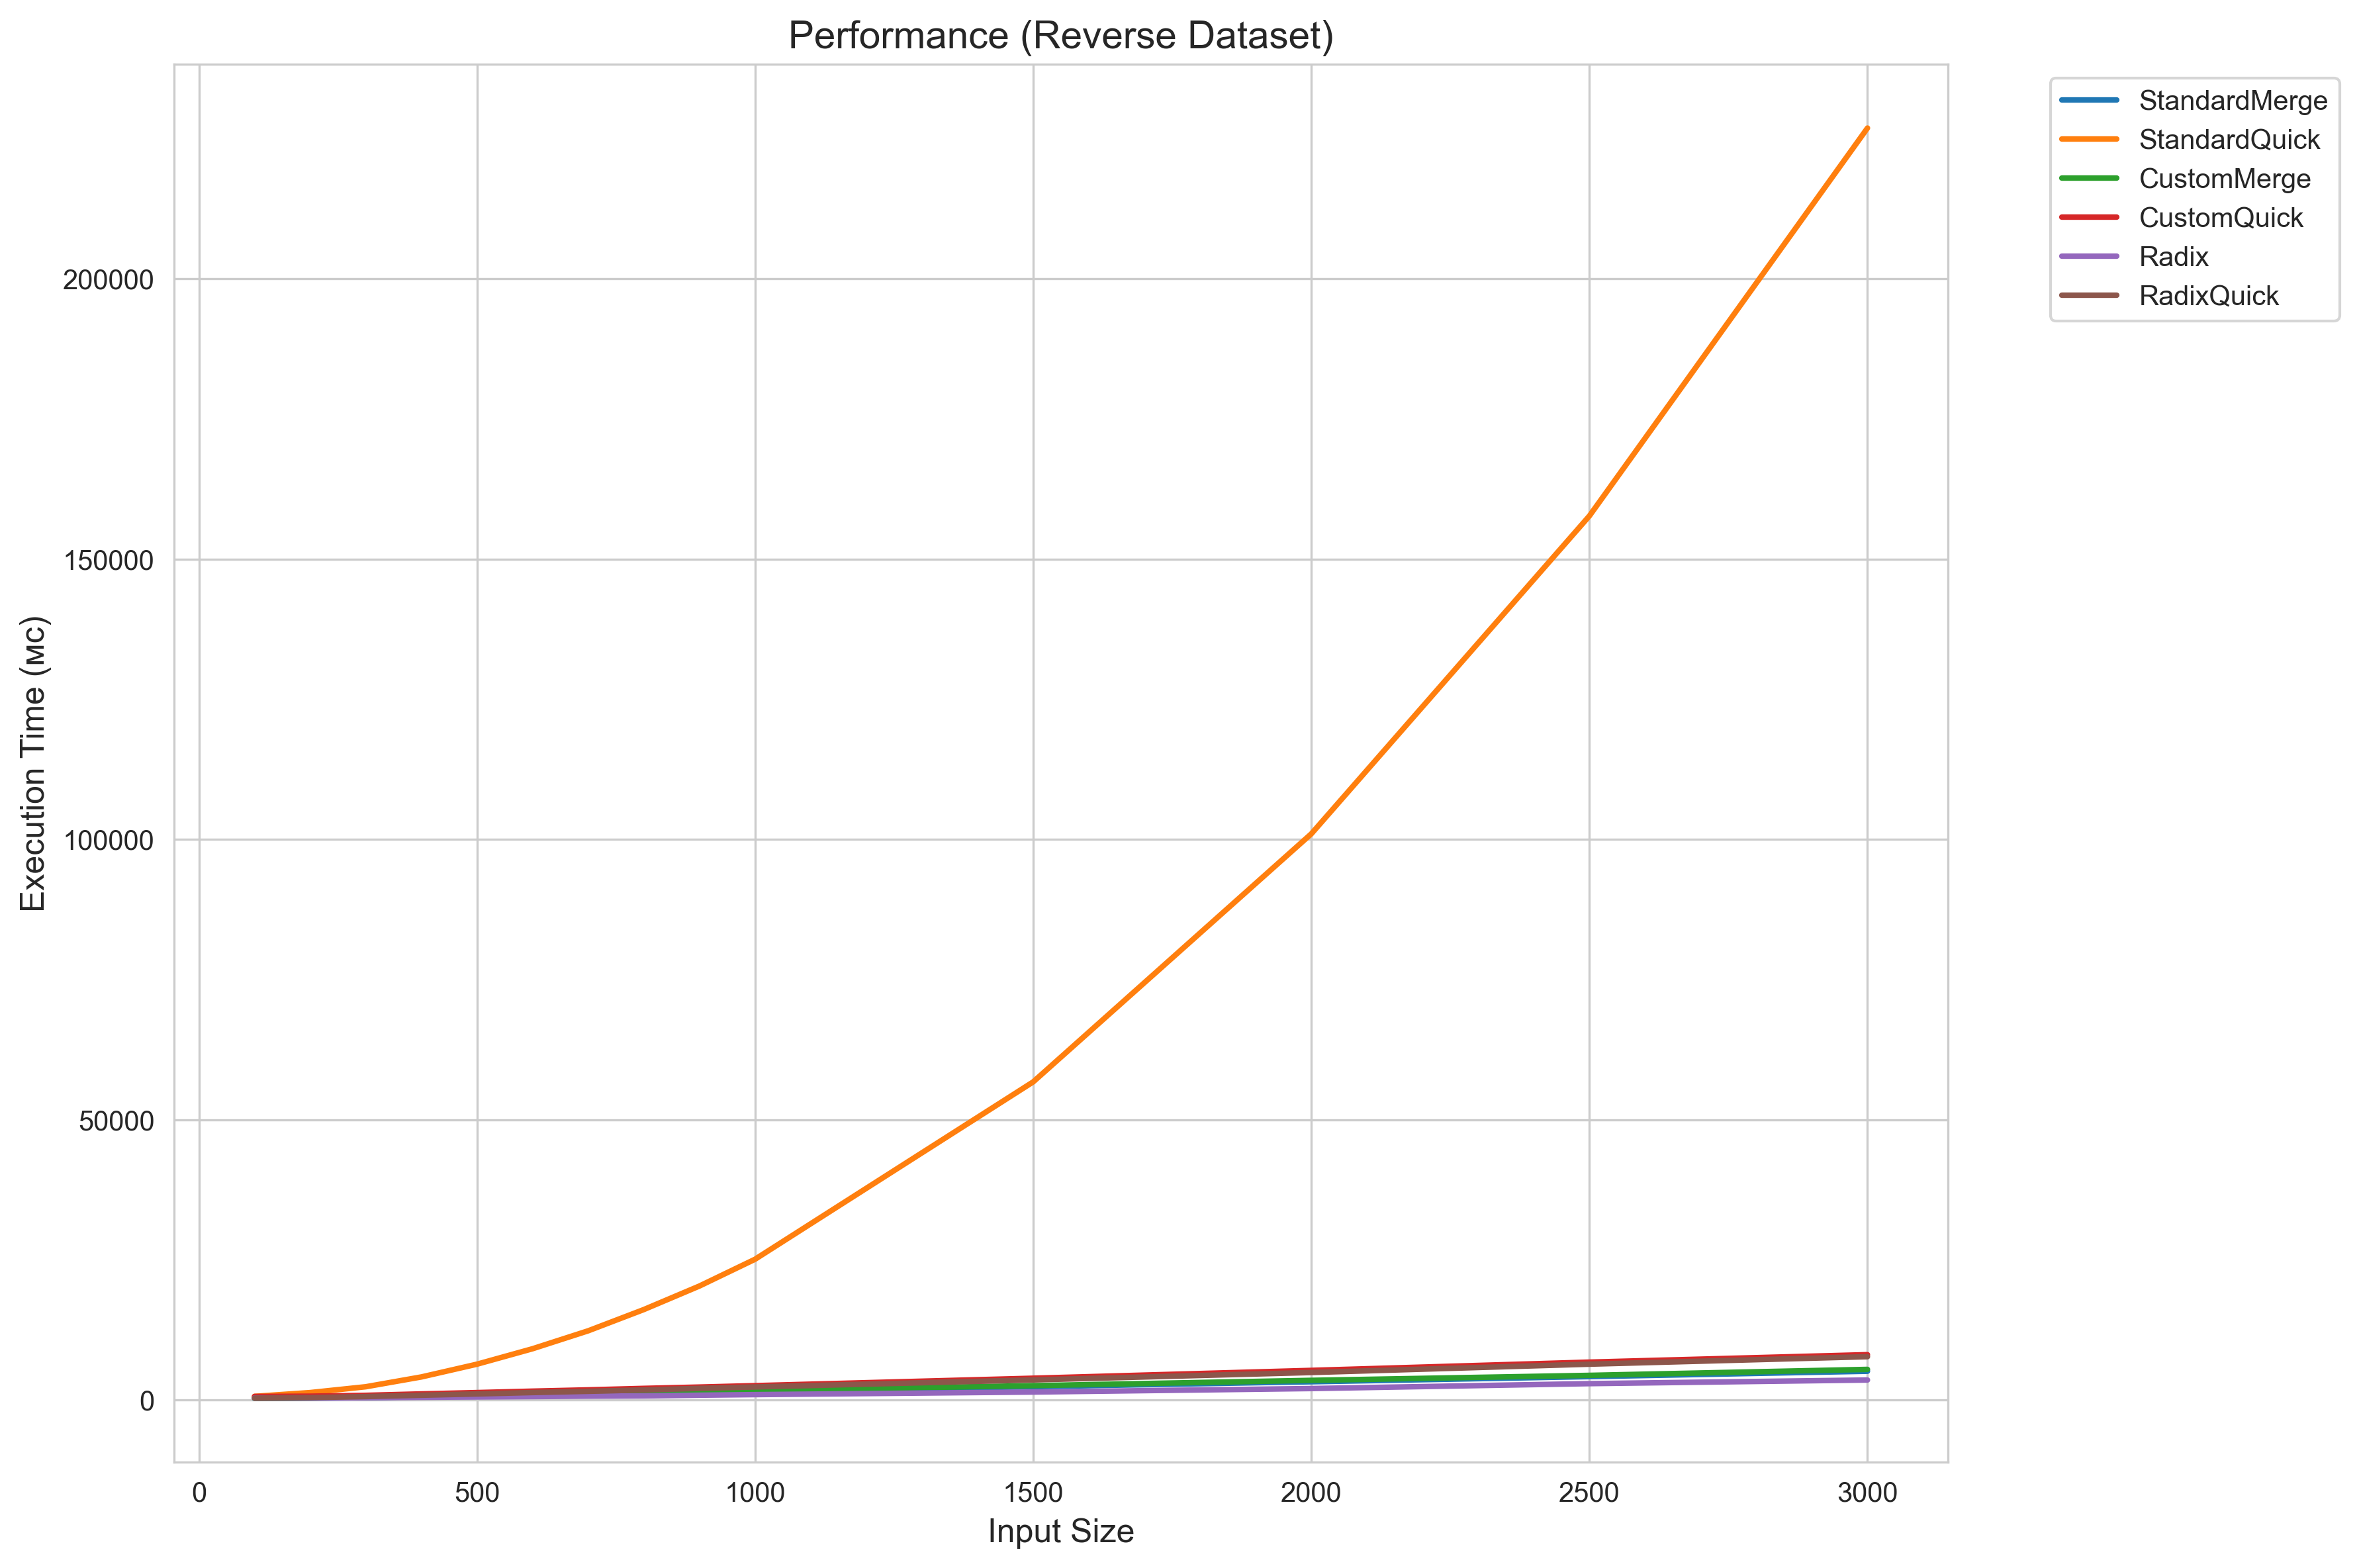 Performance (Reverse Dataset)
StandardMerge
StandardQuick
CustomMerge
CustomQuick
Radix
RadixQuick
Execution Time (мс)
200000
150000
100000
50000
0
0 500 1000 1500 2000 2500 3000
Input Size